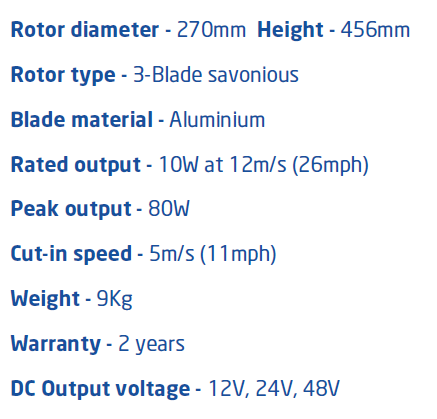 Rotor diameter - 270mm  Height - 456mm
Rotor type - 3-Blade savonious
Blade material - Aluminium
Rated output - 10W at 12m/s (26mph)
Peak output - 80W
Cut-in speed - 5m/s (11mph)
Weight - 9Kg
Warranty - 2 years
DC Output voltage - 12V, 24V, 48V